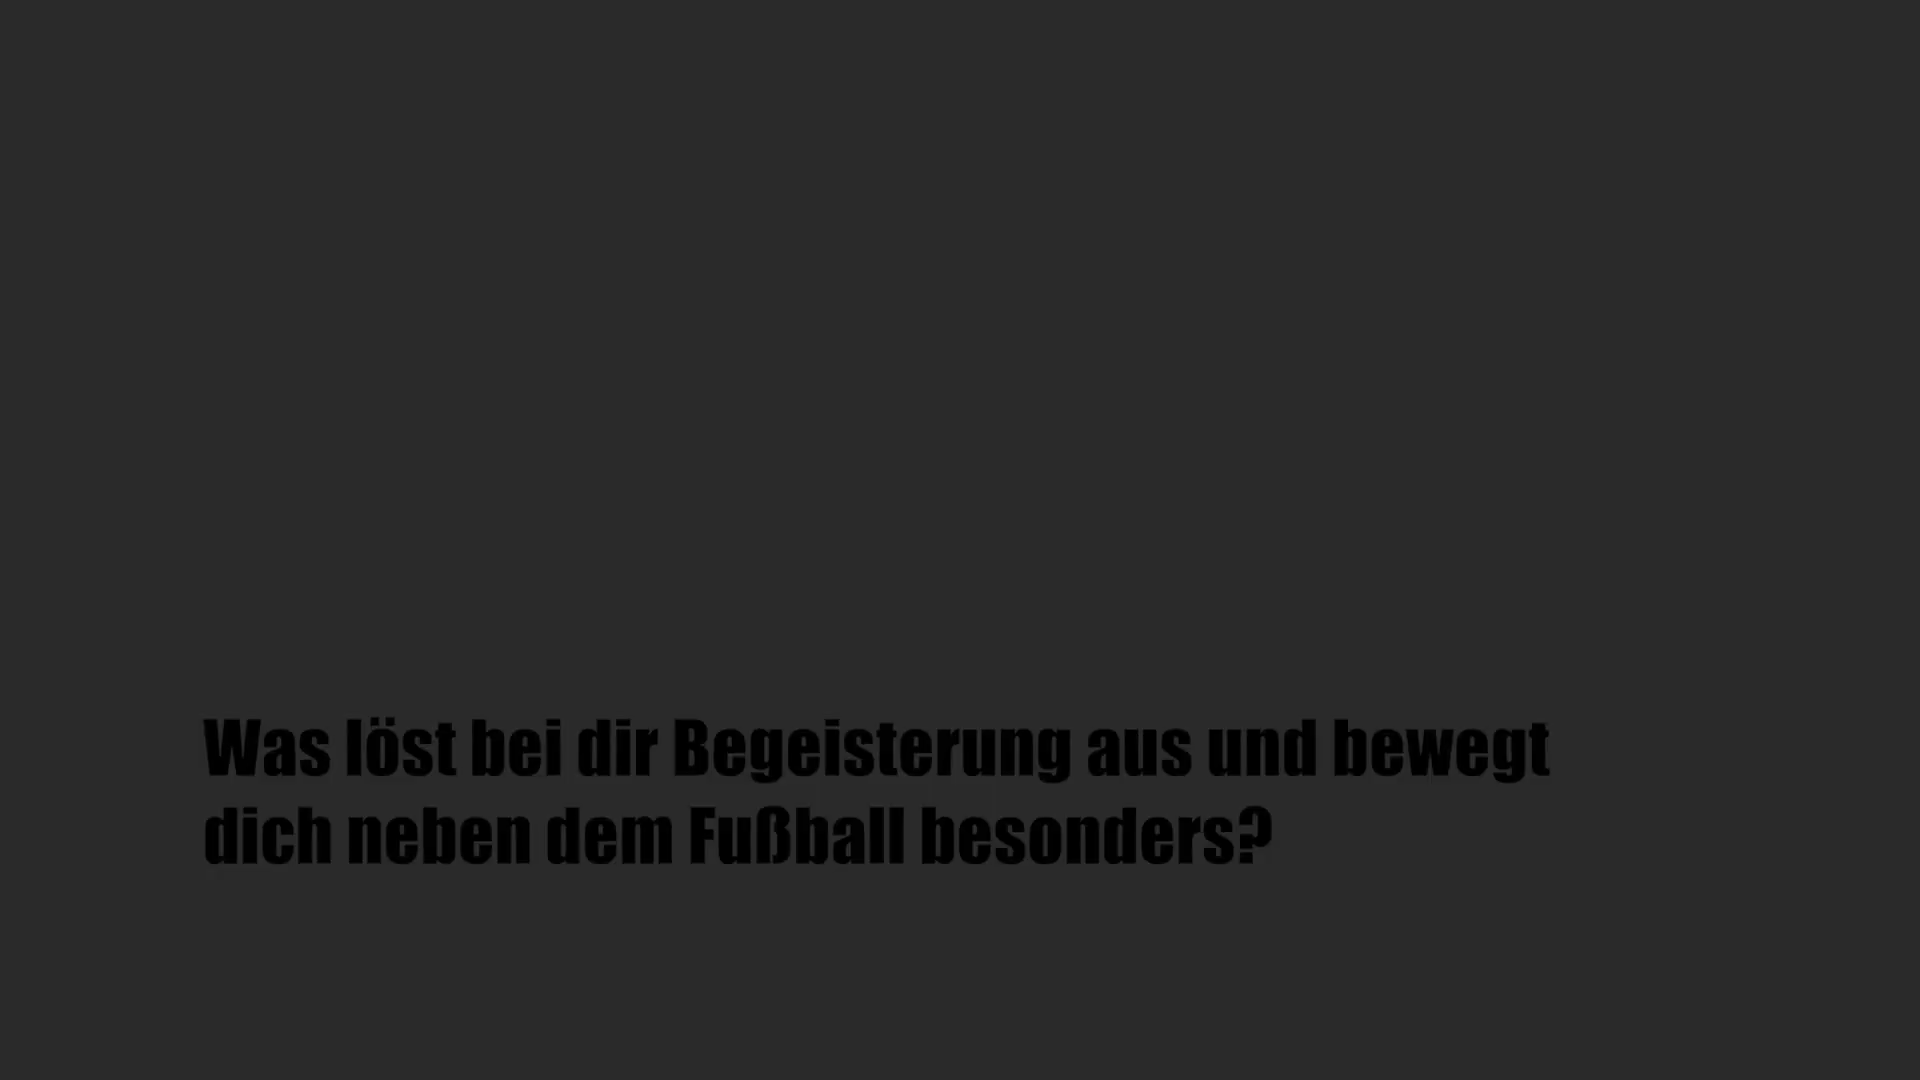 Was löst bei dir Begeisterung aus und bewegt
dich neben dem Fußball besonders?